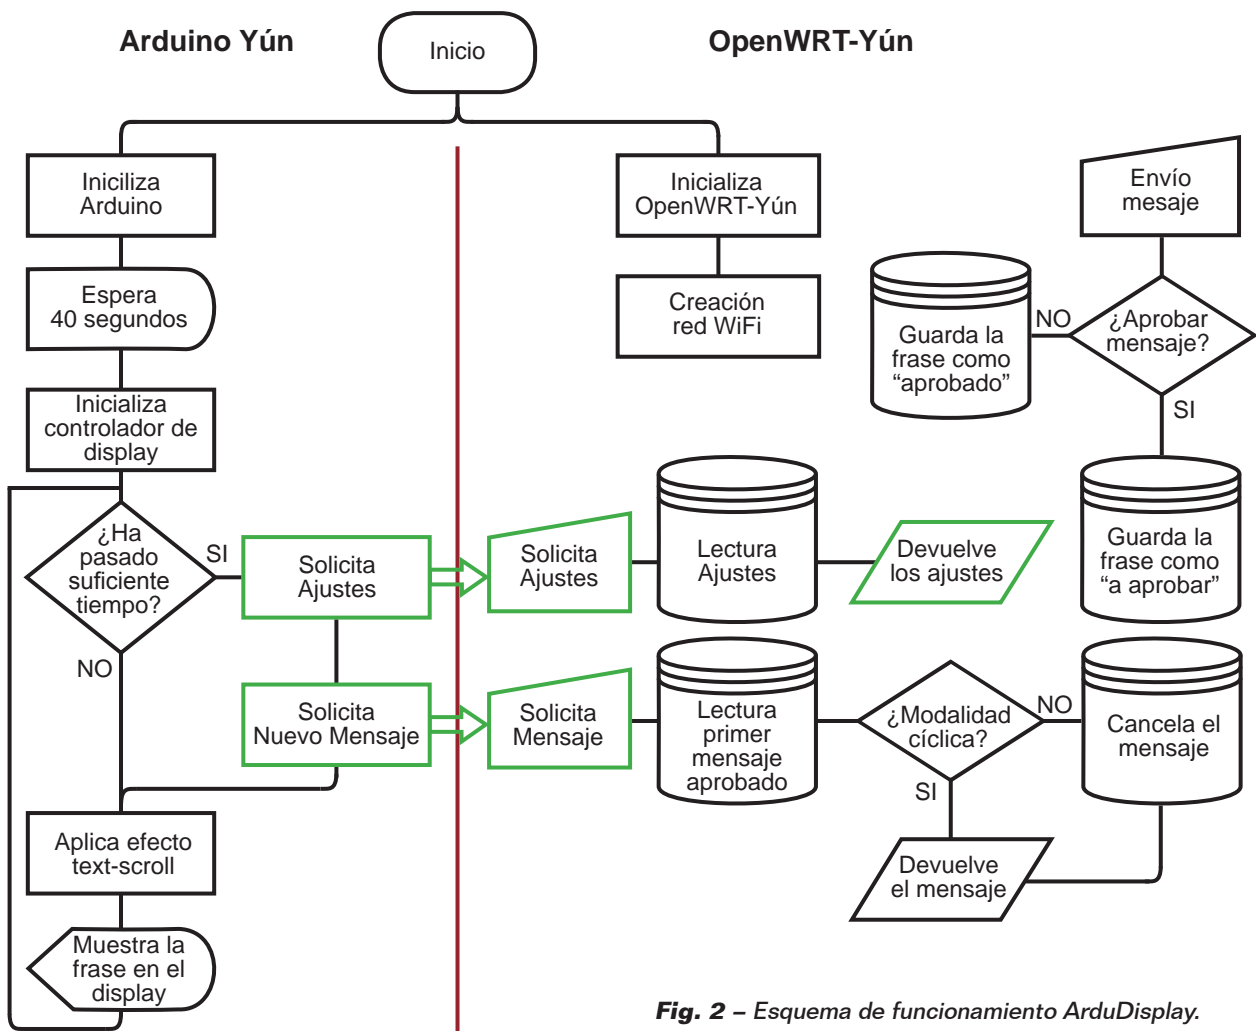 Arduino Yún
Inicio
OpenWRT-Yún
Iniciliza
Arduino
Espera
40 segundos
Inicializa
controlador de
display
¿Ha
pasado
suficiente
tiempo?
SI
NO
Solicita
Ajustes
Solicita
Nuevo Mensaje
Aplica efecto
text-scroll
Muestra la
frase en el
display
Inicializa
OpenWRT-Yún
Creación
red WiFi
Envío
mesaje
¿Aprobar
mensaje?
NO
Guarda la
frase como
“aprobado”
SI
Guarda la
frase como
“a aprobar”
Solicita
Ajustes
Lectura
Ajustes
Devuelve
los ajustes
Solicita
Mensaje
Lectura
primer
mensaje
aprobado
¿Modalidad
cíclica?
NO
Cancela el
mensaje
SI
Devuelve
el mensaje
Fig. 2 – Esquema de funcionamiento ArduDisplay.